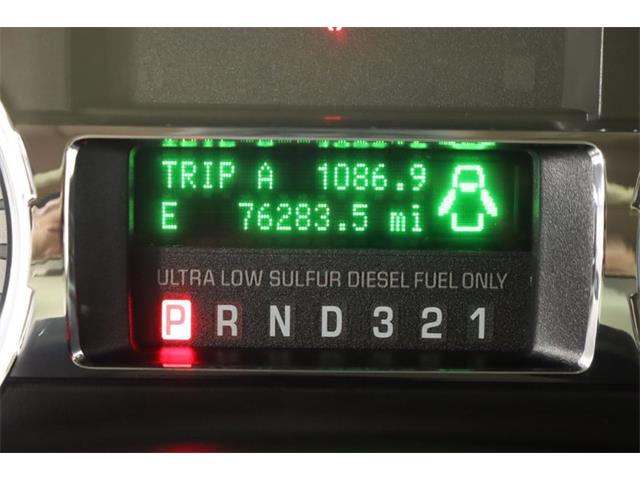 TRIP A 1086.9
E 76283.5 mi
ULTRA LOW SULFUR DIESEL FUEL ONLY
P R N D 3 2 1